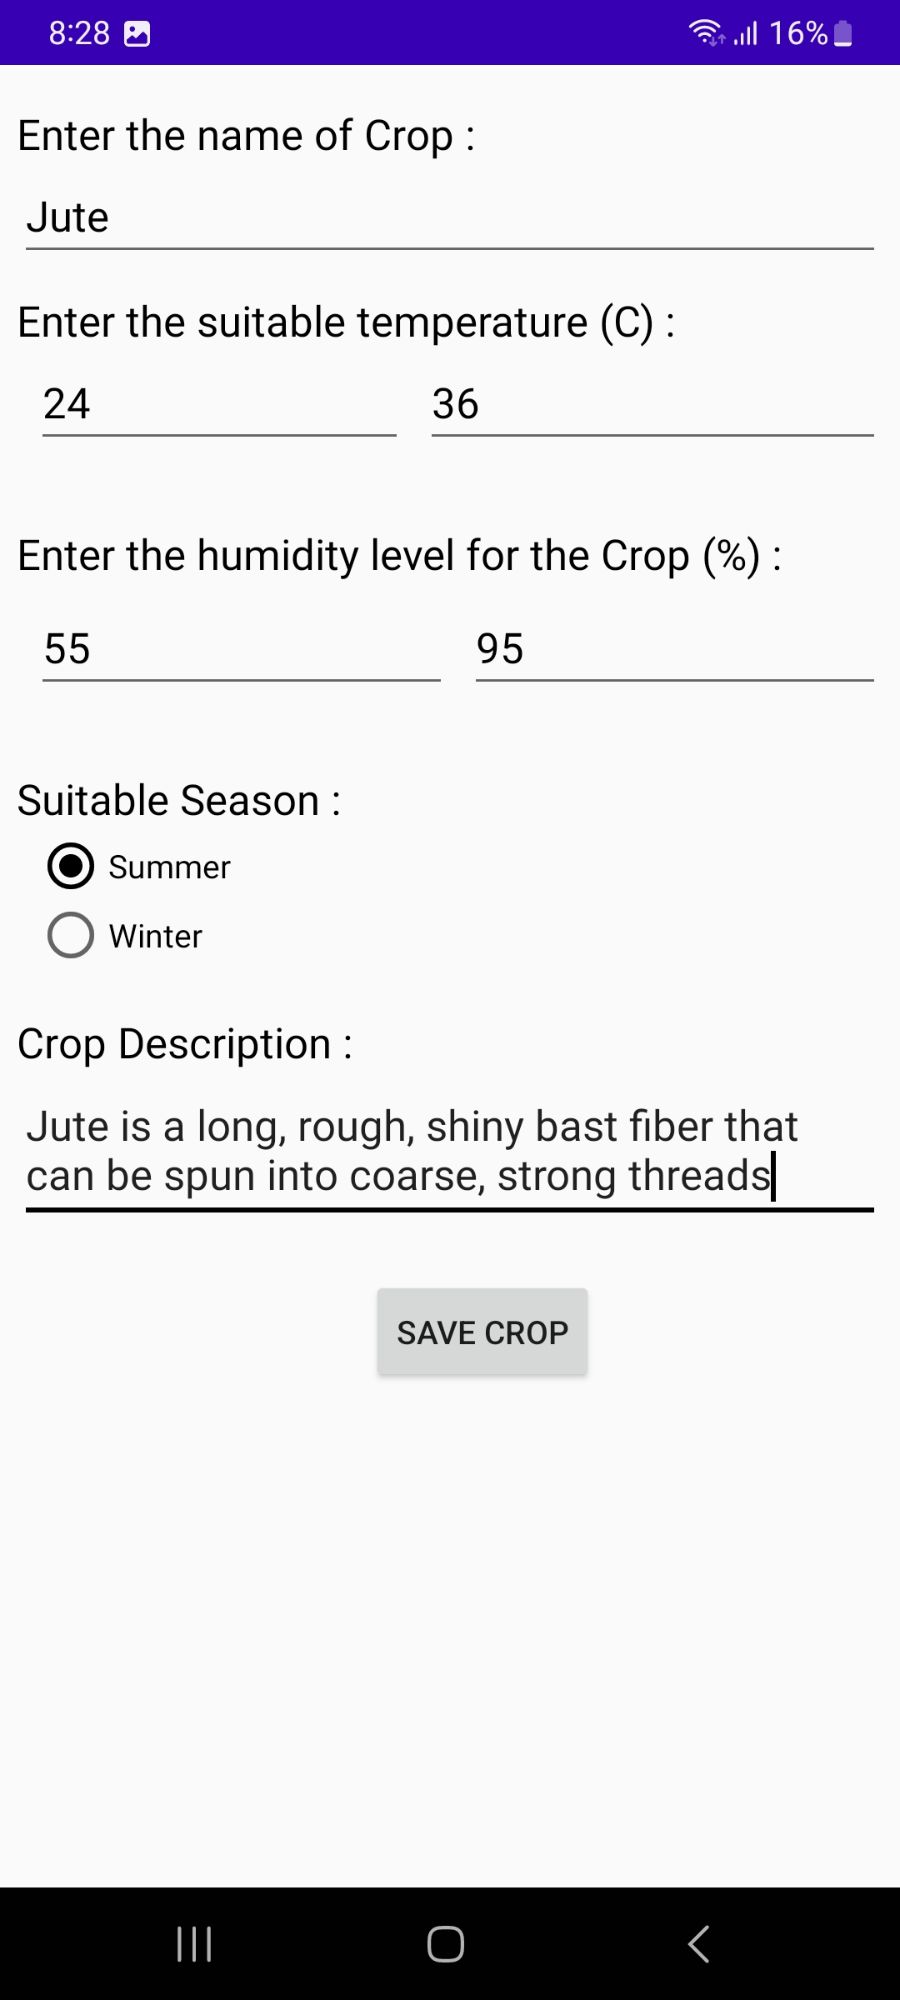 8:28 16%
Enter the name of Crop :
Jute
Enter the suitable temperature (C) :
24 36
Enter the humidity level for the Crop (%) :
55 95
Suitable Season :
Summer
Winter
Crop Description :
Jute is a long, rough, shiny bast fiber that
can be spun into coarse, strong threads
SAVE CROP